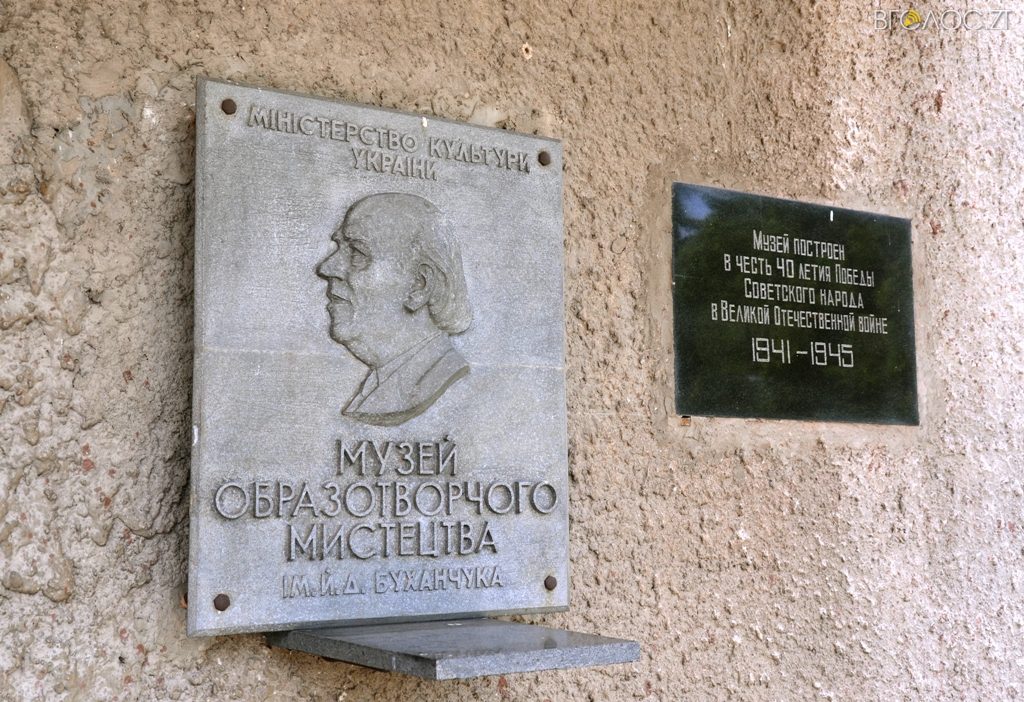 ВГОЛОС.ZT
МІНІСТЕРСТВО КУЛЬТУРИ
УКРАЇНИ
МУЗЕЙ
ОБРАЗОТВОРЧОГО
МИСТЕЦТВА
ІМ. Й. Д. БУХАНЧУКА
Музей построен
в честь 40 летия Победы
Советского народа
в Великой Отечественной войне
1941 – 1945